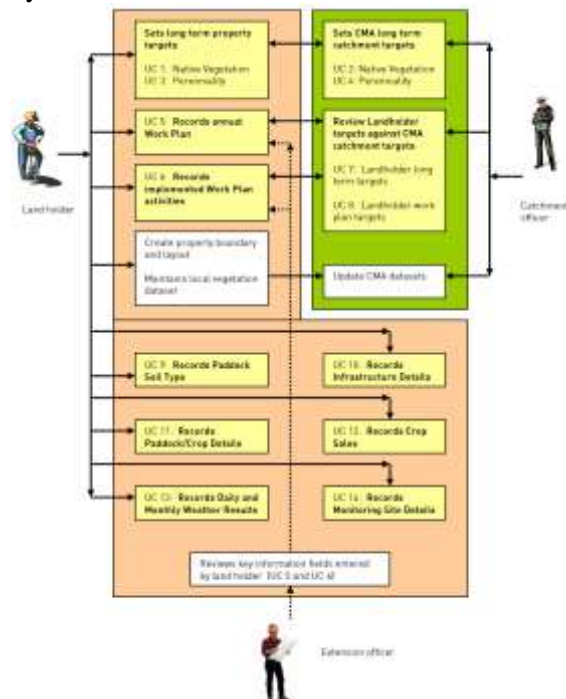 Sets long term property
targets
UC 1: Native Vegetation
UC 3: Perenniality
Sets CMA long term
catchment targets
UC 2: Native Vegetation
UC 4: Perenniality
UC 5: Records annual
Work Plan
Review Landholder
targets against CMA
catchment targets
UC 7: Landholder long
term targets
UC 8: Landholder work
plan targets
UC 6: Records
implemented Work Plan
activities
Land holder
Catchment
officer
Create property boundary
and layout
Maintains local vegetation
dataset
Update CMA datasets
UC 9: Records Paddock
Soil Type
UC 10: Records
Infrastructure Details
UC 11: Records
Paddock/Crop Details
UC 12: Records Crop
Sales
UC 13: Records Daily and
Monthly Weather Results
UC 14: Records
Monitoring Site Details
Reviews key information fields entered
by land holder (UC 5 and UC 6)
Extension officer